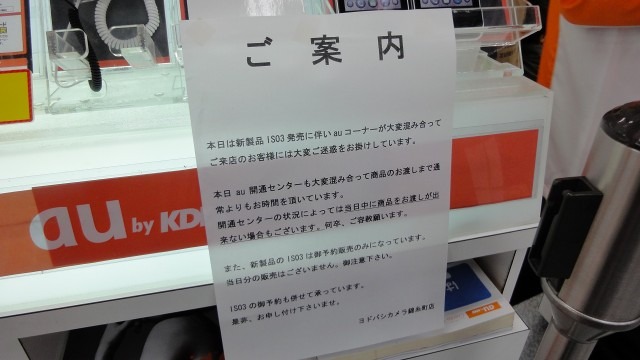 ご案内
本日は新製品 iS03 発売に伴い au コーナーが大変混み合って
ご来店のお客様には大変ご迷惑をお掛けしています。
本日 au 開通センターも大変混み合って商品のお渡しまで通
常よりもお時間を頂いています。
開通センターの状況によっては当日中に商品をお渡しが出
来ない場合もございます。何卒、ご容赦願います。
また、新製品の IS03 は御予約販売のみになっています。
当日分の販売はございません。御注意下さい。
IS03 の御予約も併せて承っています。
是非、お申し付け下さいませ。
ヨドバシカメラ錦糸町店
au by KD